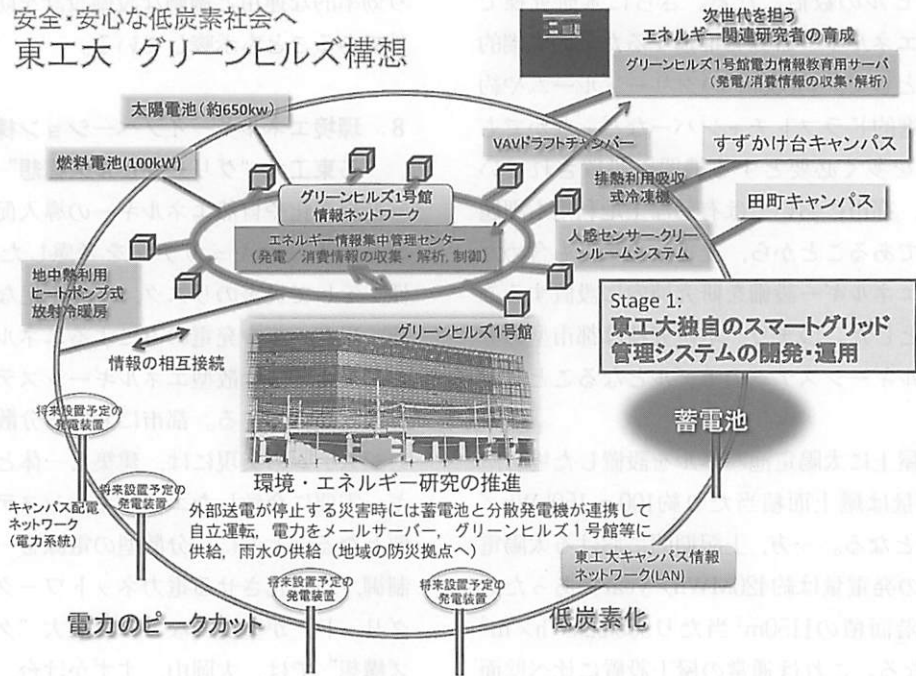 安全・安心な低炭素社会へ
東工大 グリーンヒルズ構想
次世代を担う
エネルギー関連研究者の育成
グリーンヒルズ1号館電力情報教育用サーバ
(発電/消費情報の収集・解析)
太陽電池(約650kw)
燃料電池(100kW)
VAVドラフトチャンバー
すずかけ台キャンパス
排熱利用吸収
式冷凍機
田町キャンパス
グリーンヒルズ1号館
情報ネットワーク
エネルギー情報集中管理センター
(発電/消費情報の収集・解析,制御)
人感センサー・クリー
ンルームシステム
地中熱利用
ヒートポンプ式
放射冷暖房
Stage 1:
東工大独自のスマートグリッド
管理システムの開発・運用
グリーンヒルズ1号館
情報の相互接続
将来設置予定の
発電装置
蓄電池
将来設置予定の
発電装置
環境・エネルギー研究の推進
キャンパス配電
ネットワーク
(電力系統)
外部送電が停止する災害時には蓄電池と分散発電機が連携して
自立運転,電力をメールサーバー,グリーンヒルズ1号館等に
供給,雨水の供給(地域の防災拠点へ)
東工大キャンパス情報
ネットワーク(LAN)
将来設置予定の
発電装置
将来設置予定の
発電装置
電力のピークカット
低炭素化